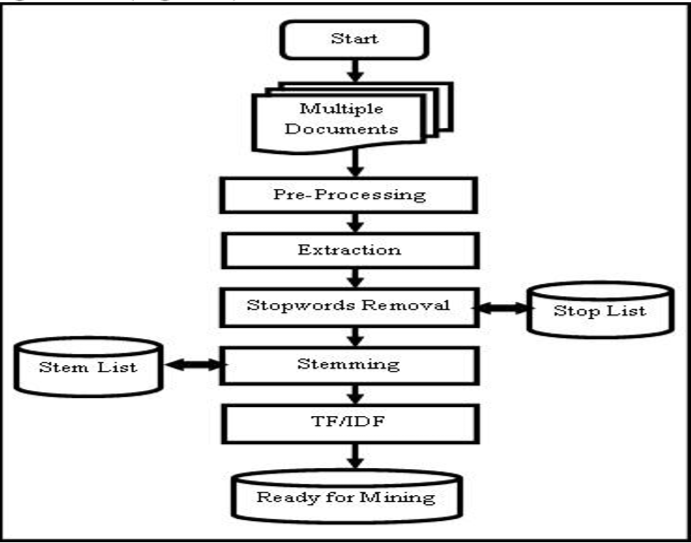 Start
Multiple
Documents
Pre-Processing
Extraction
Stopwords Removal
Stop List
Stem List
Stemming
TF/IDF
Ready for Mining